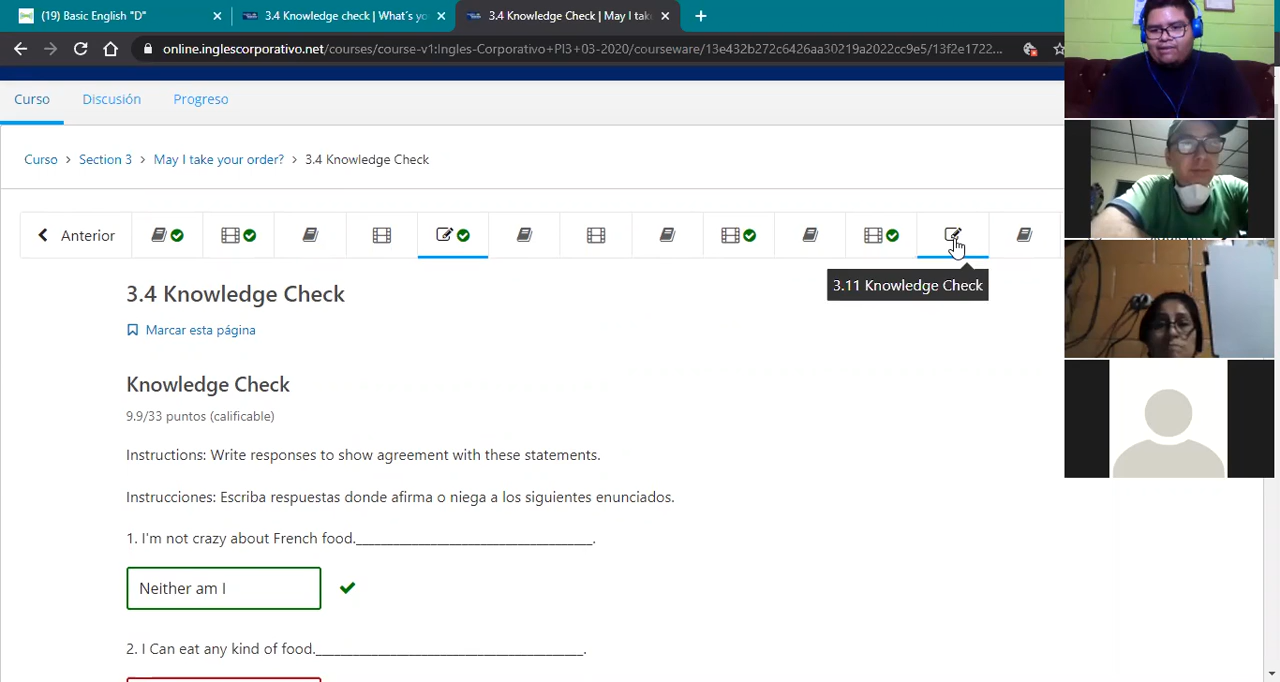 (19) Basic English "D"
3.4 Knowledge check | What´s yo
3.4 Knowledge Check | May I tak
online.inglescorporativo.net/courses/course-v1:Ingles-Corporativo+PI3+03-2020/courseware/13e432b272c6426aa30219a2022cc9e5/13f2e1722...
Curso
Discusión
Progreso
Curso > Section 3 > May I take your order? > 3.4 Knowledge Check
Anterior
3.11 Knowledge Check
3.4 Knowledge Check
Marcar esta página
Knowledge Check
9.9/33 puntos (calificable)
Instructions: Write responses to show agreement with these statements.
Instrucciones: Escriba respuestas donde afirma o niega a los siguientes enunciados.
1. I'm not crazy about French food.________________________________.
Neither am I
2. I Can eat any kind of food.____________________________________.